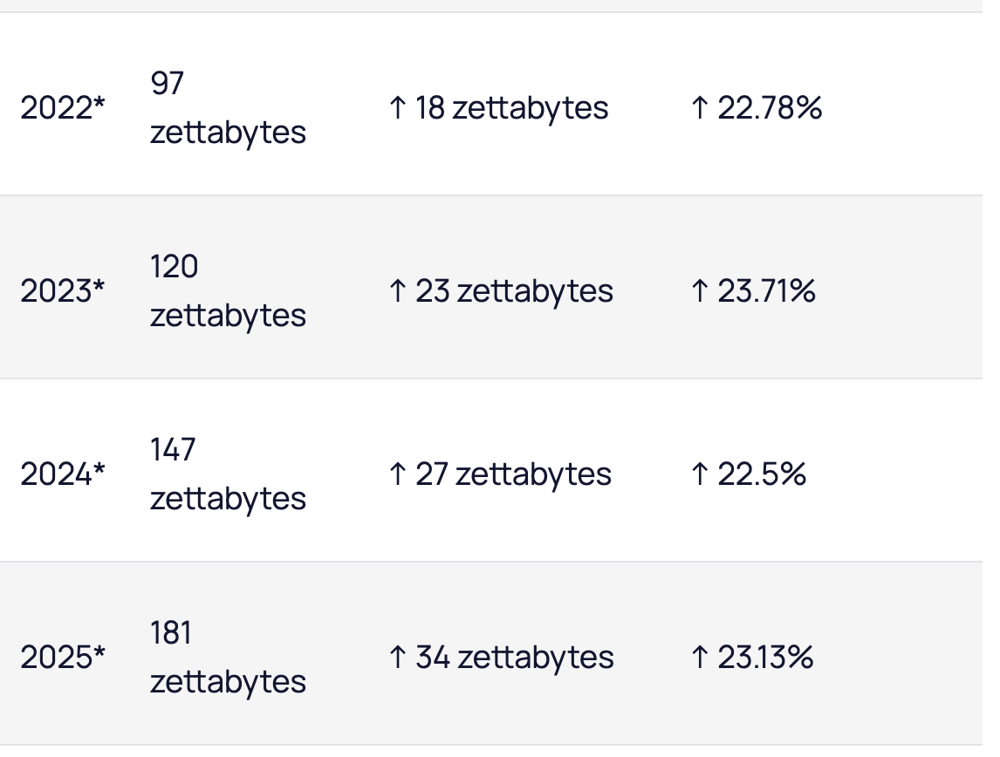 2022* 97 zettabytes ↑ 18 zettabytes ↑ 22.78%
2023* 120 zettabytes ↑ 23 zettabytes ↑ 23.71%
2024* 147 zettabytes ↑ 27 zettabytes ↑ 22.5%
2025* 181 zettabytes ↑ 34 zettabytes ↑ 23.13%